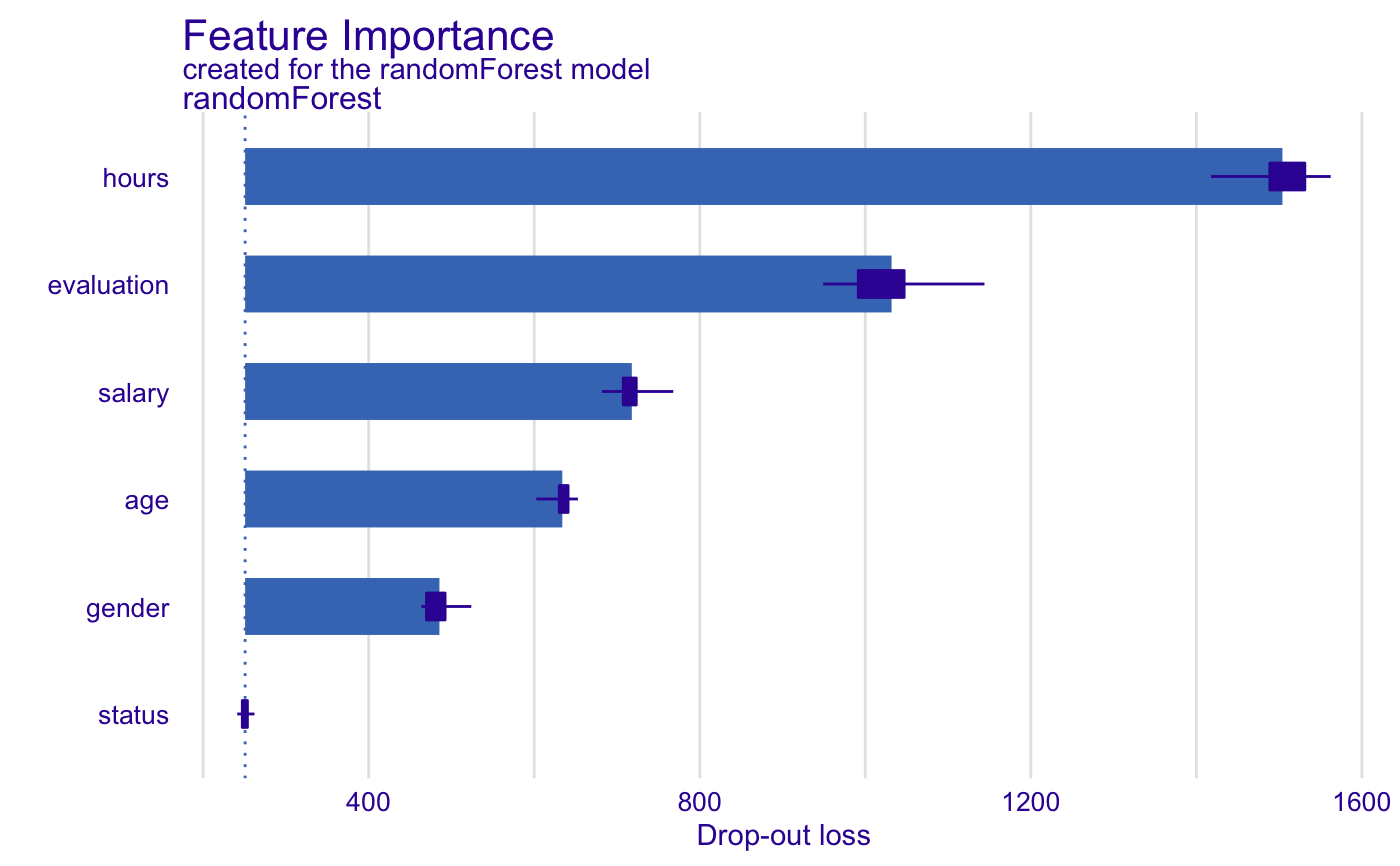 Feature Importance
created for the randomForest model
randomForest
hours
evaluation
salary
age
gender
status
400 800 1200 1600
Drop-out loss